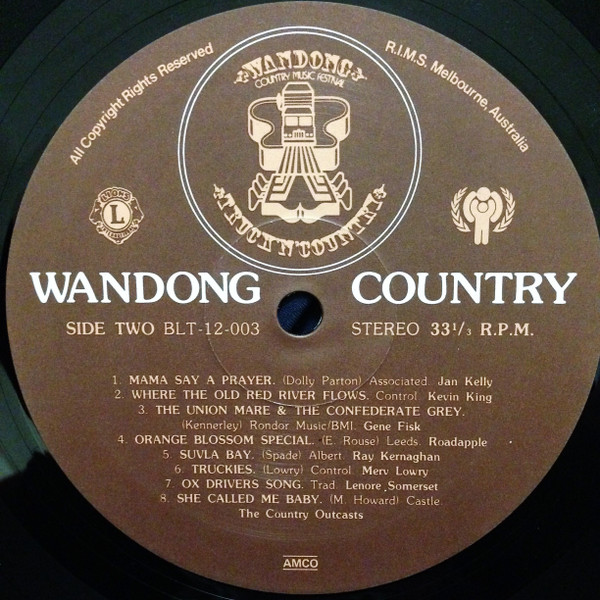 All Copyright Rights Reserved
R.I.M.S. Melbourne, Australia
WANDONG
COUNTRY MUSIC FESTIVAL
TRUCK'N'COUNTRY
LIONS
L
WANDONG COUNTRY
SIDE TWO BLT-12-003 STEREO 33 1/3 R.P.M.
1. MAMA SAY A PRAYER. (Dolly Parton) Associated. Jan Kelly
2. WHERE THE OLD RED RIVER FLOWS. Control. Kevin King
3. THE UNION MARE & THE CONFEDERATE GREY.
(Kennerley) Rondor Music/BMI. Gene Fisk
4. ORANGE BLOSSOM SPECIAL. (E. Rouse) Leeds. Roadapple
5. SUVLA BAY. (Spade) Albert. Ray Kernaghan
6. TRUCKIES. (Lowry) Control. Merv Lowry
7. OX DRIVERS SONG. Trad. Lenore Somerset
8. SHE CALLED ME BABY. (M. Howard) Castle.
The Country Outcasts
AMCO